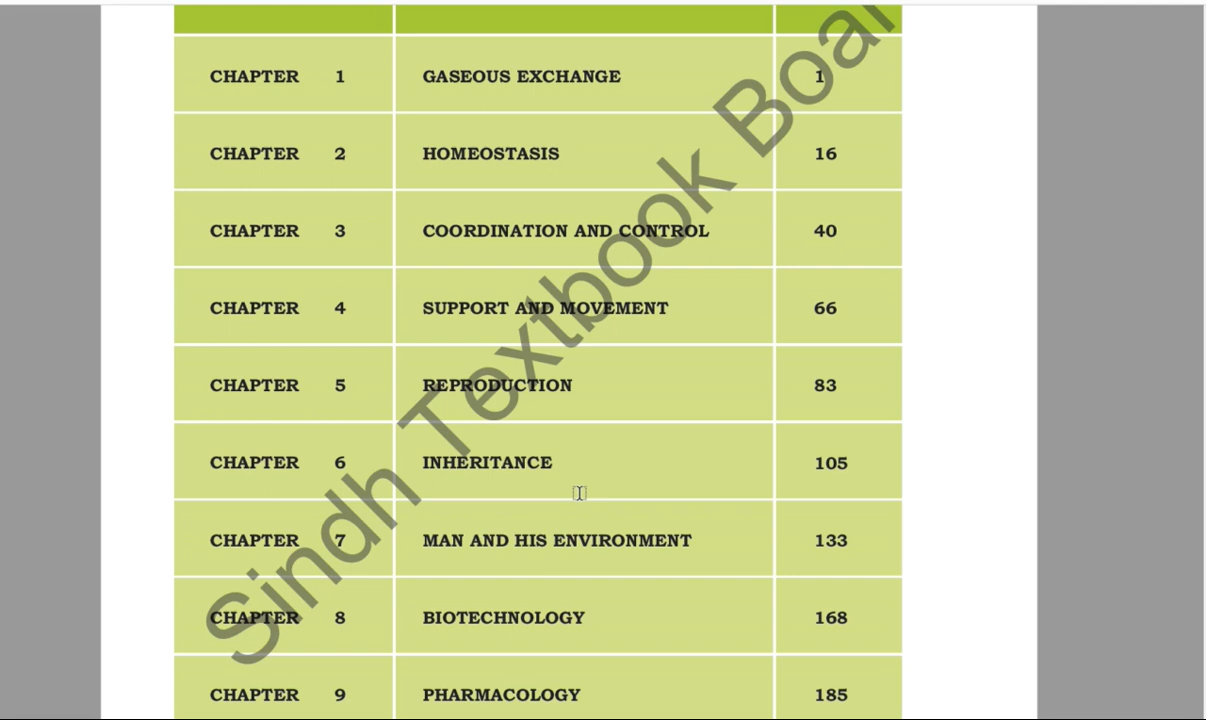 CHAPTER 1 GASEOUS EXCHANGE 1
CHAPTER 2 HOMEOSTASIS 16
CHAPTER 3 COORDINATION AND CONTROL 40
CHAPTER 4 SUPPORT AND MOVEMENT 66
CHAPTER 5 REPRODUCTION 83
CHAPTER 6 INHERITANCE 105
CHAPTER 7 MAN AND HIS ENVIRONMENT 133
CHAPTER 8 BIOTECHNOLOGY 168
CHAPTER 9 PHARMACOLOGY 185
Sindh Textbook Boar